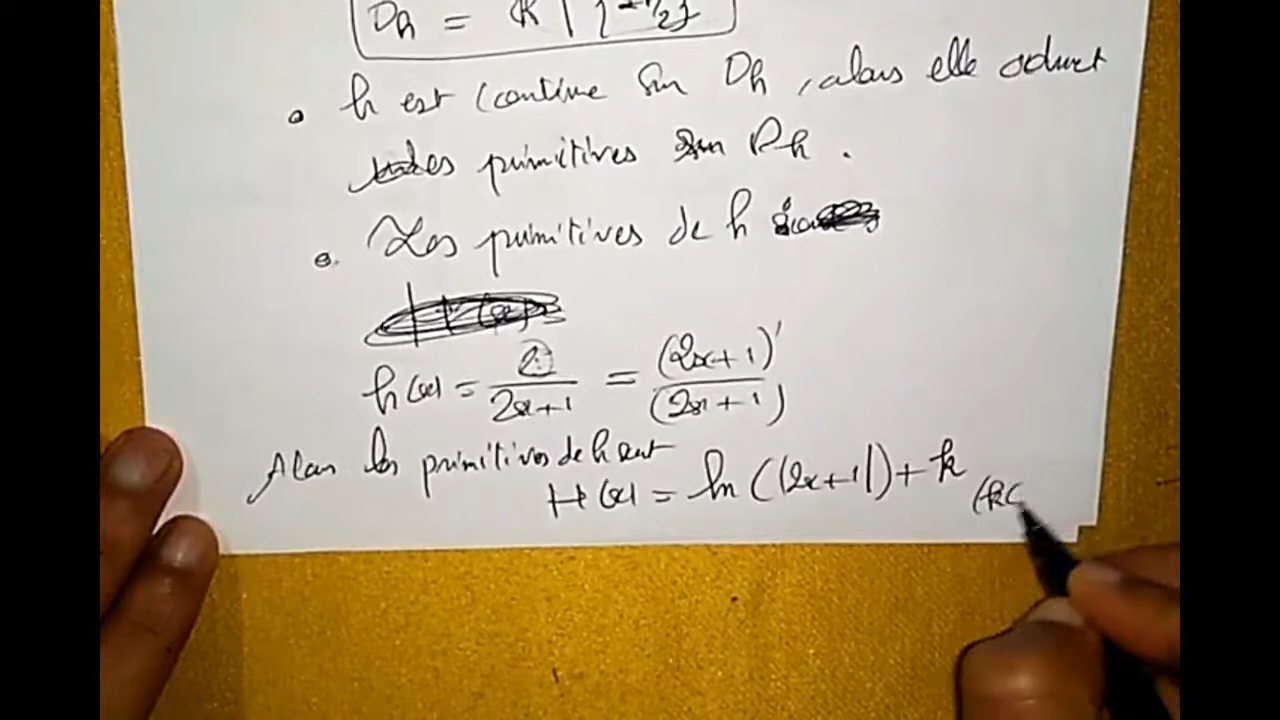 Dh = ℝ \ {-1/2}
• h est continue sur Dh, alors elle admet
des primitives sur Dh.
• Les primitives de h
h(x) = 2/(2x+1) = (2x+1)'/(2x+1)
Alors les primitives de h sont
H(x) = ln(|2x+1|) + k
(k∈